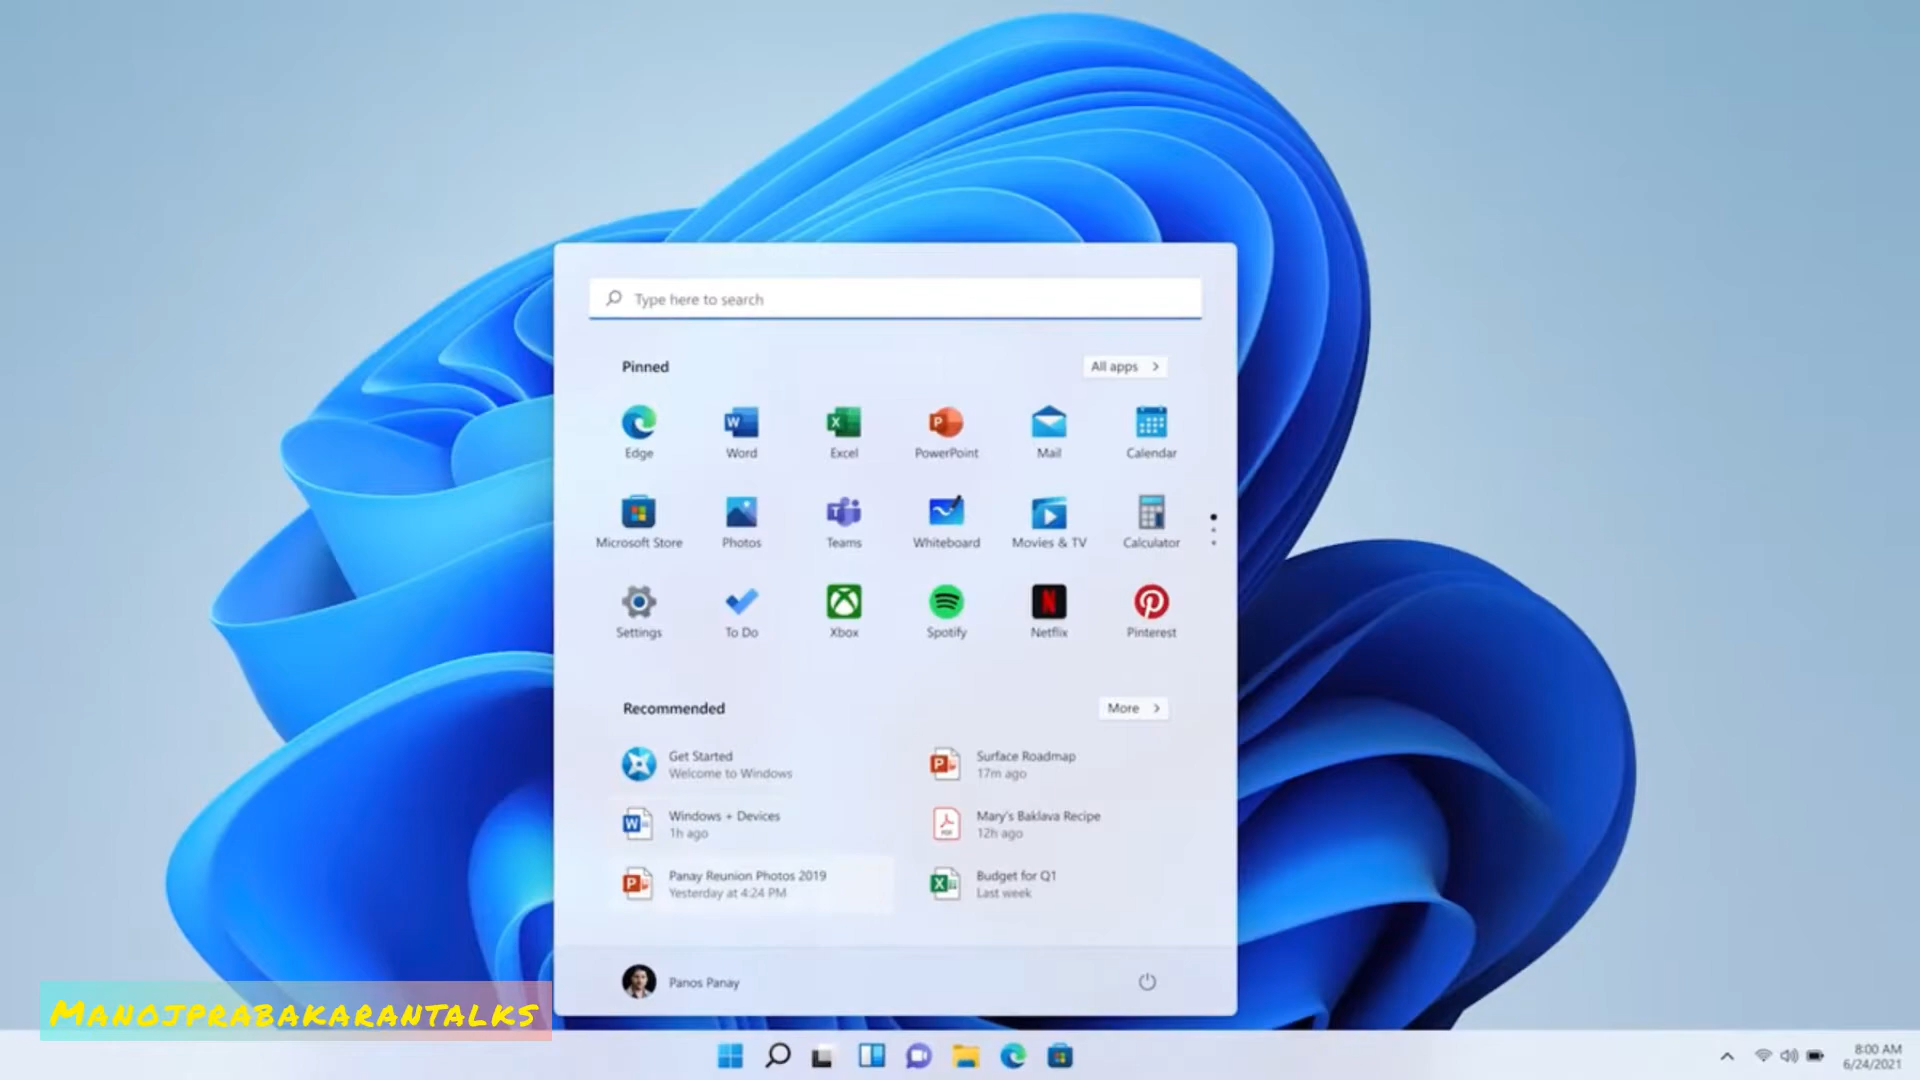 Type here to search
Pinned
All apps
Edge
Word
Excel
PowerPoint
Mail
Calendar
Microsoft Store
Photos
Teams
Whiteboard
Movies & TV
Calculator
Settings
To Do
Xbox
Spotify
Netflix
Pinterest
Recommended
More
Get Started
Welcome to Windows
Surface Roadmap
17m ago
Windows + Devices
1h ago
Mary's Baklava Recipe
12h ago
Panay Reunion Photos 2019
Yesterday at 4:24 PM
Budget for Q1
Last week
Panos Panay
Manojprabakarantalks
8:00 AM
6/24/2021